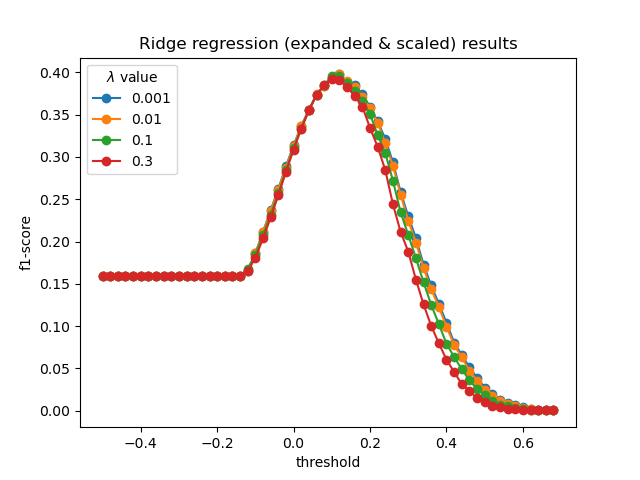 Ridge regression (expanded & scaled) results
λ value
0.001
0.01
0.1
0.3
0.40
0.35
0.30
0.25
0.20
0.15
0.10
0.05
0.00
f1-score
−0.4 −0.2 0.0 0.2 0.4 0.6
threshold